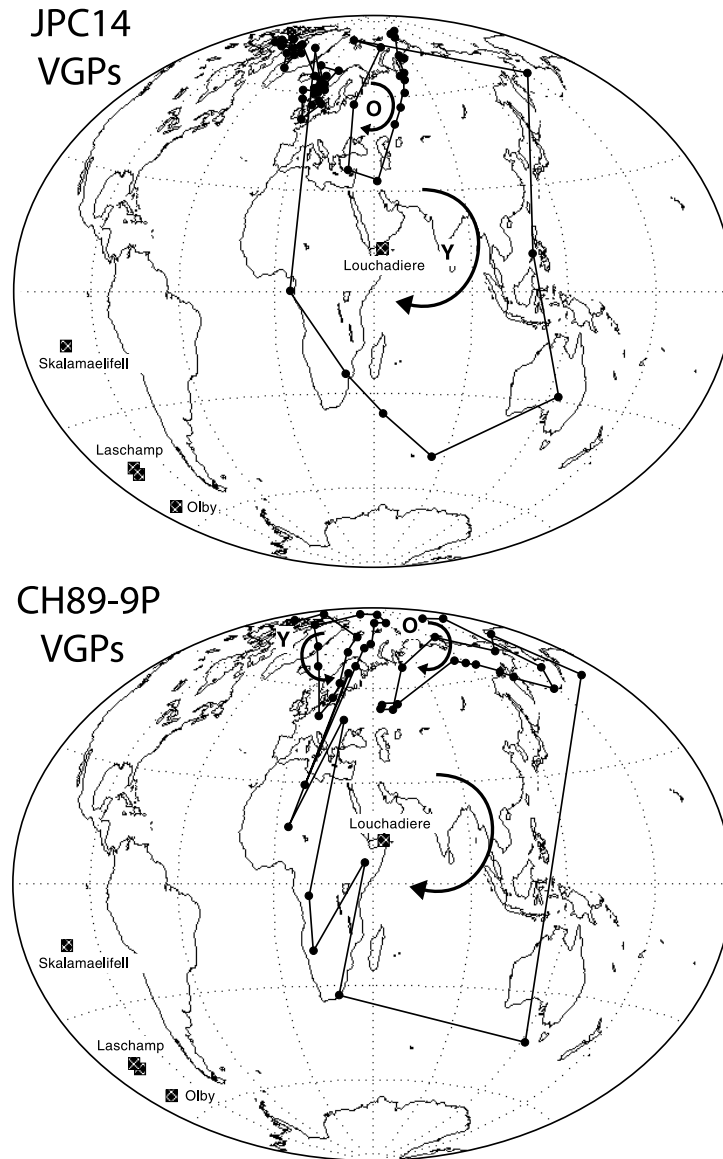 JPC14
VGPs
O
Y
Louchadiere
Skalamaelifell
Laschamp
Olby
CH89-9P
VGPs
Y
O
Louchadiere
Skalamaelifell
Laschamp
Olby